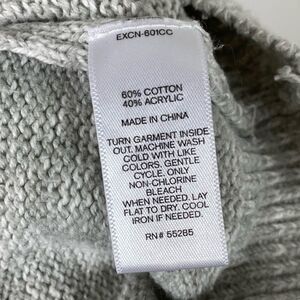 EXCN-601CC
60% COTTON
40% ACRYLIC
MADE IN CHINA
TURN GARMENT INSIDE
OUT. MACHINE WASH
COLD WITH LIKE
COLORS. GENTLE
CYCLE. ONLY
NON-CHLORINE
BLEACH
WHEN NEEDED. LAY
FLAT TO DRY. COOL
IRON IF NEEDED.
RN# 55285